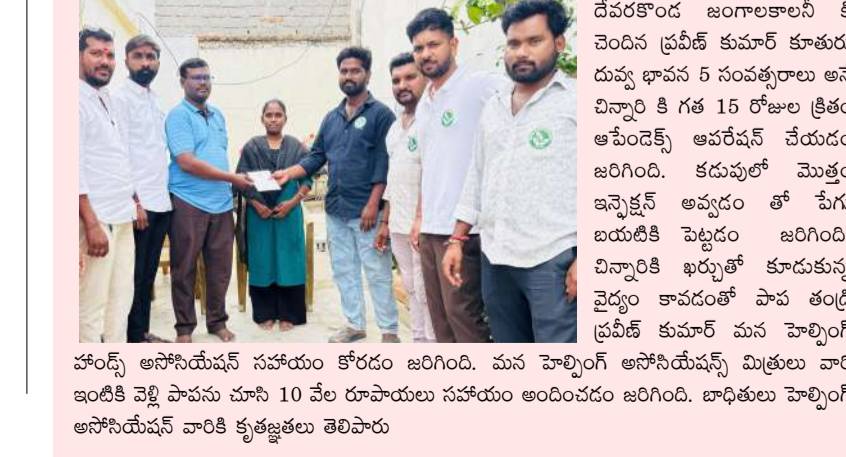 దేవరకొండ జంగాలకాలనీ కి
చెందిన ప్రవీణ్ కుమార్ కూతురు
దువ్వ భావన 5 సంవత్సరాలు అనే
చిన్నారి కి గత 15 రోజుల క్రితం
ఆపేండెక్స్ ఆవరేషన్ చేయడం
జరిగింది. కడుపులో మొత్తం
ఇన్ఫెక్షన్ అవ్వడం తో పేగు
బయటికి పెట్టడం జరిగింది.
చిన్నారికి ఖర్చుతో కూడుకున్న
వైద్యం కావడంతో పాప తండ్రి
ప్రవీణ్ కుమార్ మన హెల్పింగ్
హాండ్స్ అసోసియేషన్ సహాయం కోరడం జరిగింది. మన హెల్పింగ్ అసోసియేషన్స్ మిత్రులు వారి
ఇంటికి వెళ్లి పాపను చూసి 10 వేల రూపాయలు సహాయం అందించడం జరిగింది. బాధితులు హెల్పింగ్
అసోసియేషన్ వారికి కృతజ్ఞతలు తెలిపారు